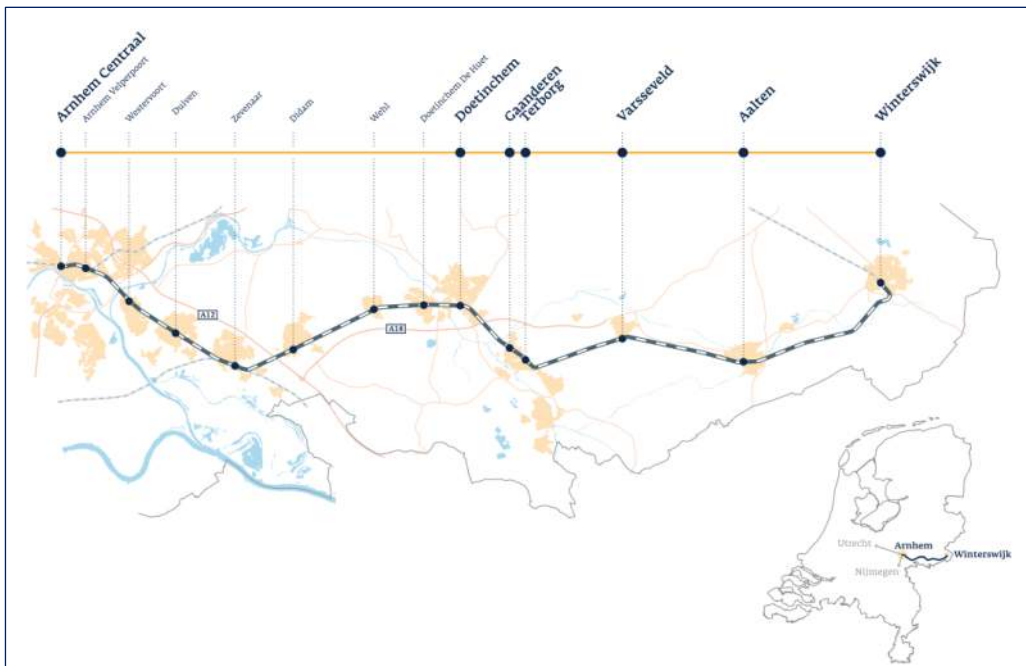 Arnhem Centraal
Arnhem Velperpoort
Westervoort
Duiven
Zevenaar
Didam
Wehl
Doetinchem De Huet
Doetinchem
Gaanderen
Terborg
Varsseveld
Aalten
Winterswijk
A12
A18
Utrecht
Arnhem
Winterswijk
Nijmegen